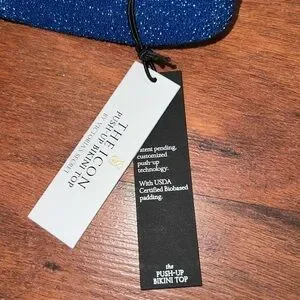 THE ICON
PUSH-UP BIKINI TOP
BY VICTORIA'S SECRET
patent pending,
customized
push-up
technology.
With USDA
Certified Biobased
padding.
the
PUSH-UP
BIKINI TOP